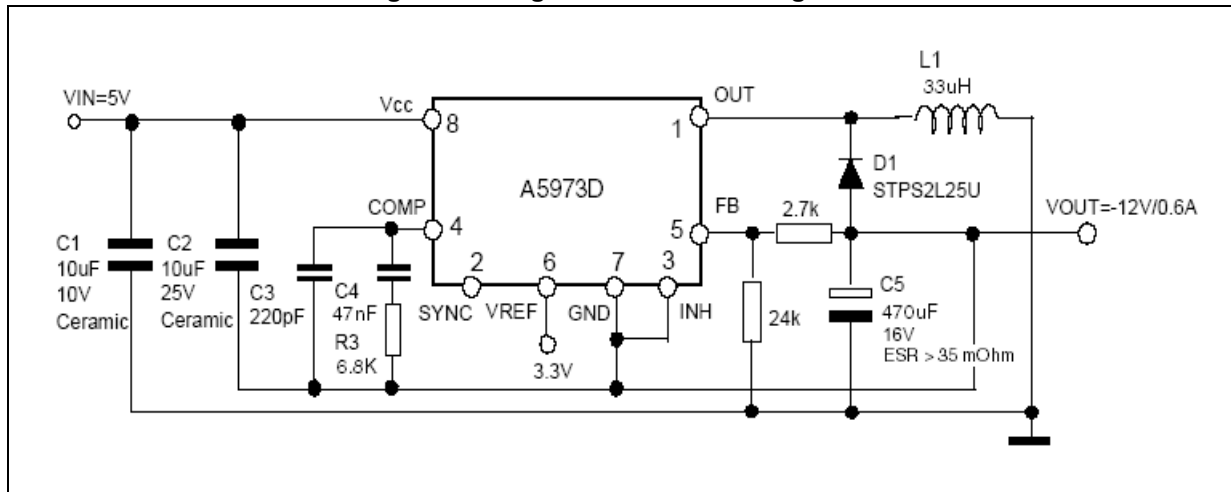 VIN=5V
Vcc
8
OUT
1
L1
33uH
A5973D
D1
STPS2L25U
COMP
4
FB
5
2.7k
VOUT=-12V/0.6A
C1
10uF
10V
Ceramic
C2
10uF
25V
Ceramic
C3
220pF
C4
47nF
R3
6.8K
2
6
7
3
SYNC
VREF
GND
INH
3.3V
24k
C5
470uF
16V
ESR > 35 mOhm